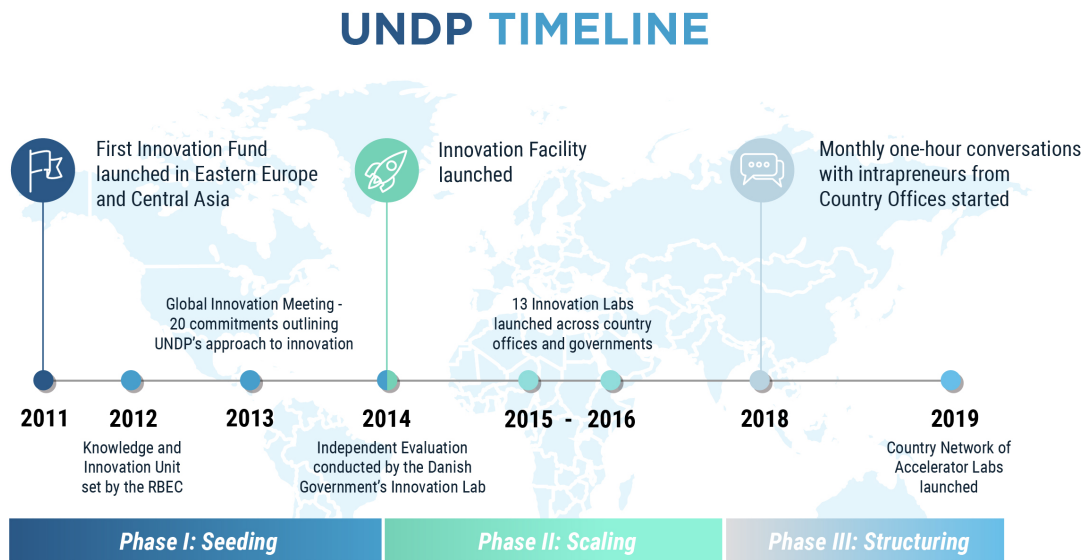 UNDP TIMELINE
First Innovation Fund
launched in Eastern Europe
and Central Asia
Innovation Facility
launched
Monthly one-hour conversations
with intrapreneurs from
Country Offices started
Global Innovation Meeting -
20 commitments outlining
UNDP's approach to innovation
13 Innovation Labs
launched across country
offices and governments
2011
2012
2013
2014
2015 - 2016
2018
2019
Knowledge and
Innovation Unit
set by the RBEC
Independent Evaluation
conducted by the Danish
Government's Innovation Lab
Country Network of
Accelerator Labs
launched
Phase I: Seeding
Phase II: Scaling
Phase III: Structuring